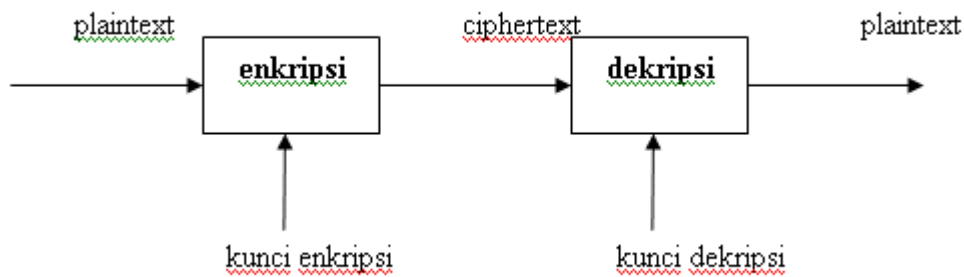 plaintext
ciphertext
plaintext
enkripsi
dekripsi
kunci enkripsi
kunci dekripsi